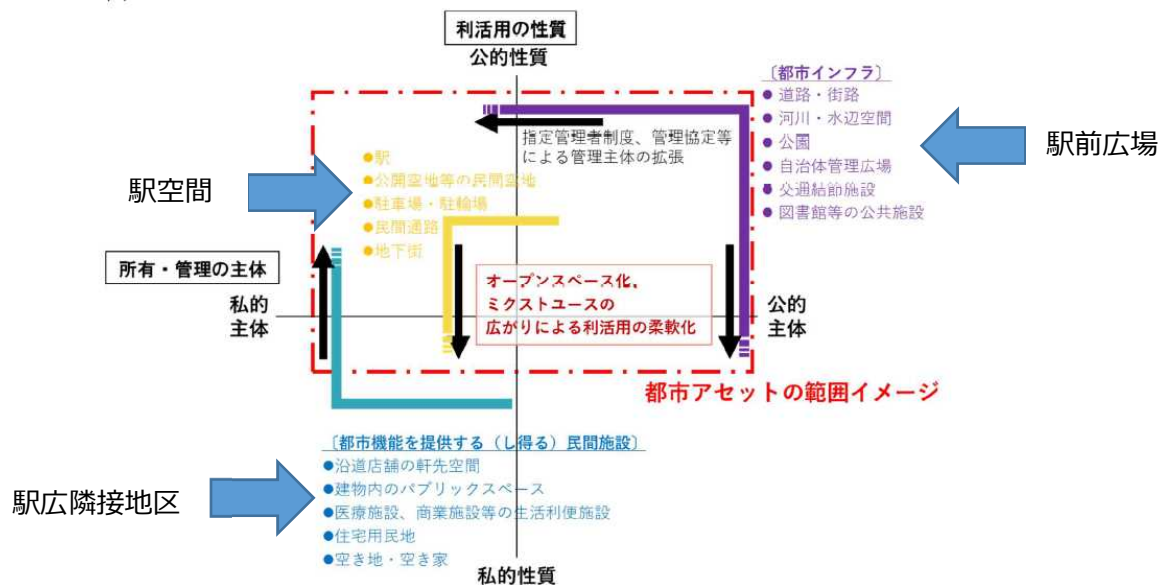 利活用の性質
公的性質
〔都市インフラ〕
● 道路・街路
● 河川・水辺空間
● 公園
● 自治体管理広場
● 交通結節施設
● 図書館等の公共施設
駅前広場
指定管理者制度、管理協定等
による管理主体の拡張
●駅
●公開空地等の民間空地
●駐車場・駐輪場
●民間通路
●地下街
駅空間
所有・管理の主体
私的
主体
オープンスペース化,
ミクストユースの
広がりによる利活用の柔軟化
公的
主体
都市アセットの範囲イメージ
〔都市機能を提供する（し得る）民間施設〕
●沿道店舗の軒先空間
●建物内のパブリックスペース
●医療施設、商業施設等の生活利便施設
●住宅用民地
●空き地・空き家
駅広隣接地区
私的性質